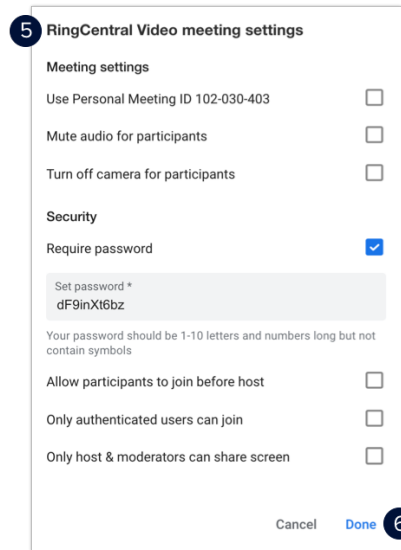 5 RingCentral Video meeting settings
Meeting settings
Use Personal Meeting ID 102-030-403
Mute audio for participants
Turn off camera for participants
Security
Require password
Set password *
dF9inXt6bz
Your password should be 1-10 letters and numbers long but not
contain symbols
Allow participants to join before host
Only authenticated users can join
Only host & moderators can share screen
Cancel Done 6